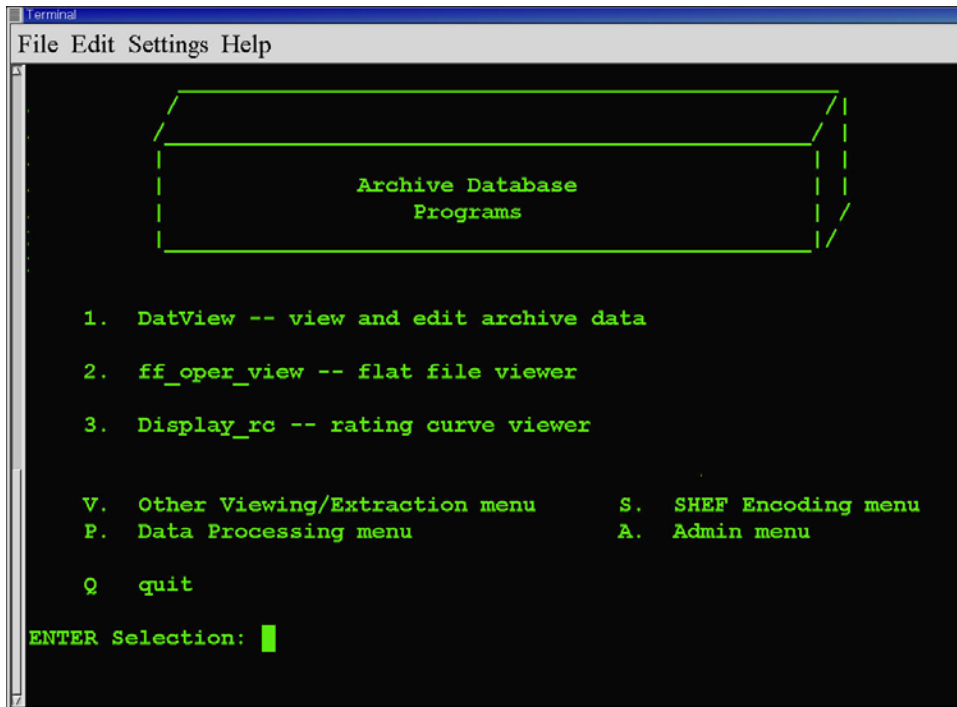 Terminal
File Edit Settings Help
Archive Database
Programs
1. DatView -- view and edit archive data
2. ff_oper_view -- flat file viewer
3. Display_rc -- rating curve viewer
V. Other Viewing/Extraction menu S. SHEF Encoding menu
P. Data Processing menu A. Admin menu
Q quit
ENTER Selection: